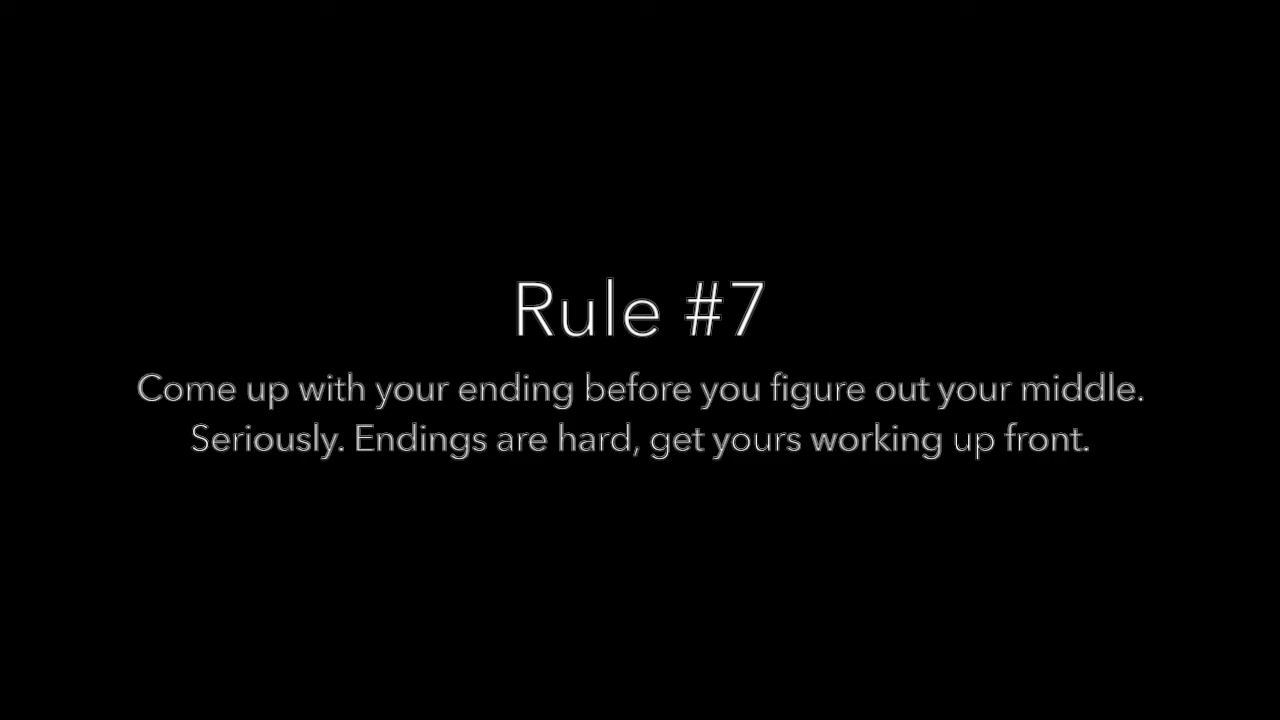 Rule #7
Come up with your ending before you figure out your middle.
Seriously. Endings are hard, get yours working up front.